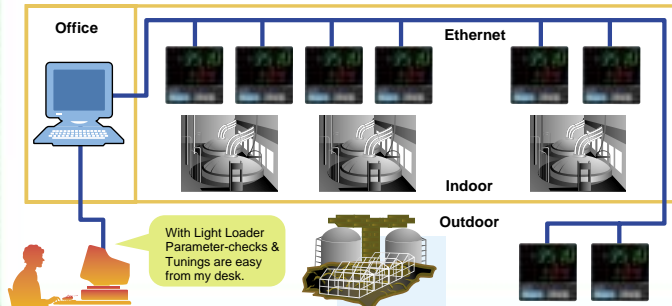 Office
Ethernet
Indoor
Outdoor
With Light Loader
Parameter-checks &
Tunings are easy
from my desk.